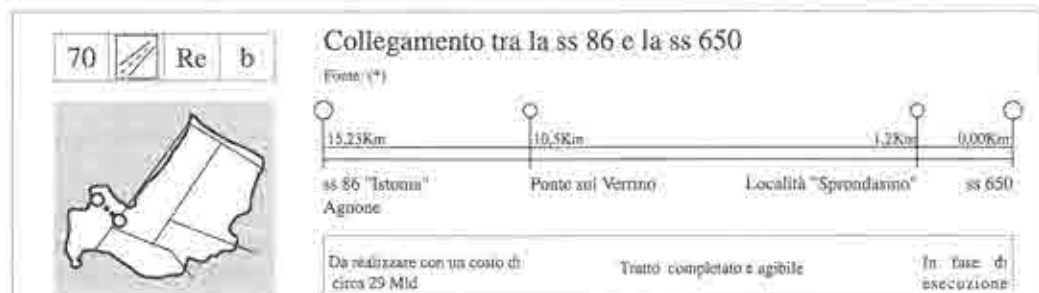 70 Re b
Collegamento tra la ss 86 e la ss 650
Fonte: (*)
15,23Km 10,5Km 1,2Km 0,00Km
ss 86 "Istonia" Ponte sul Verrino Località "Sprondasino" ss 650
Agnone
Da realizzare con un costo di Tratto completato e agibile In fase di
circa 29 Mld esecuzione